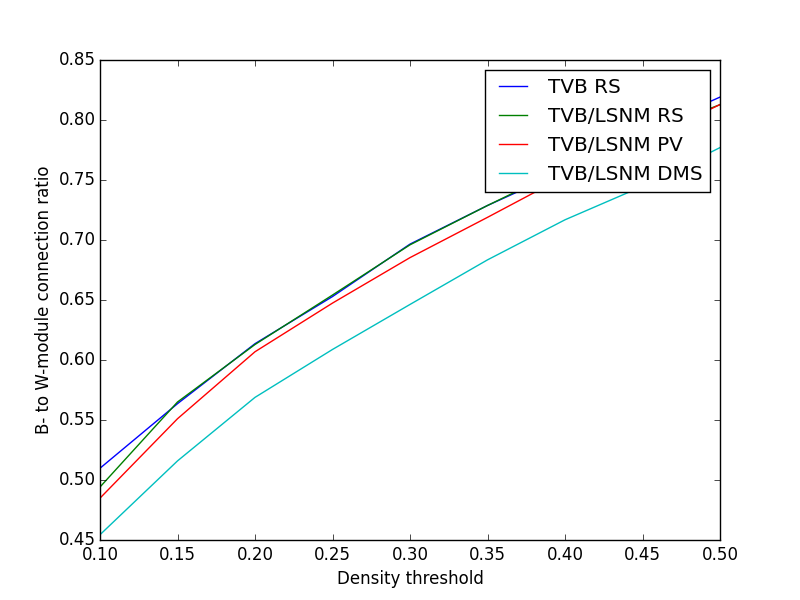 0.85
0.80
0.75
0.70
0.65
0.60
0.55
0.50
0.45
B- to W-module connection ratio
TVB RS
TVB/LSNM RS
TVB/LSNM PV
TVB/LSNM DMS
0.10 0.15 0.20 0.25 0.30 0.35 0.40 0.45 0.50
Density threshold